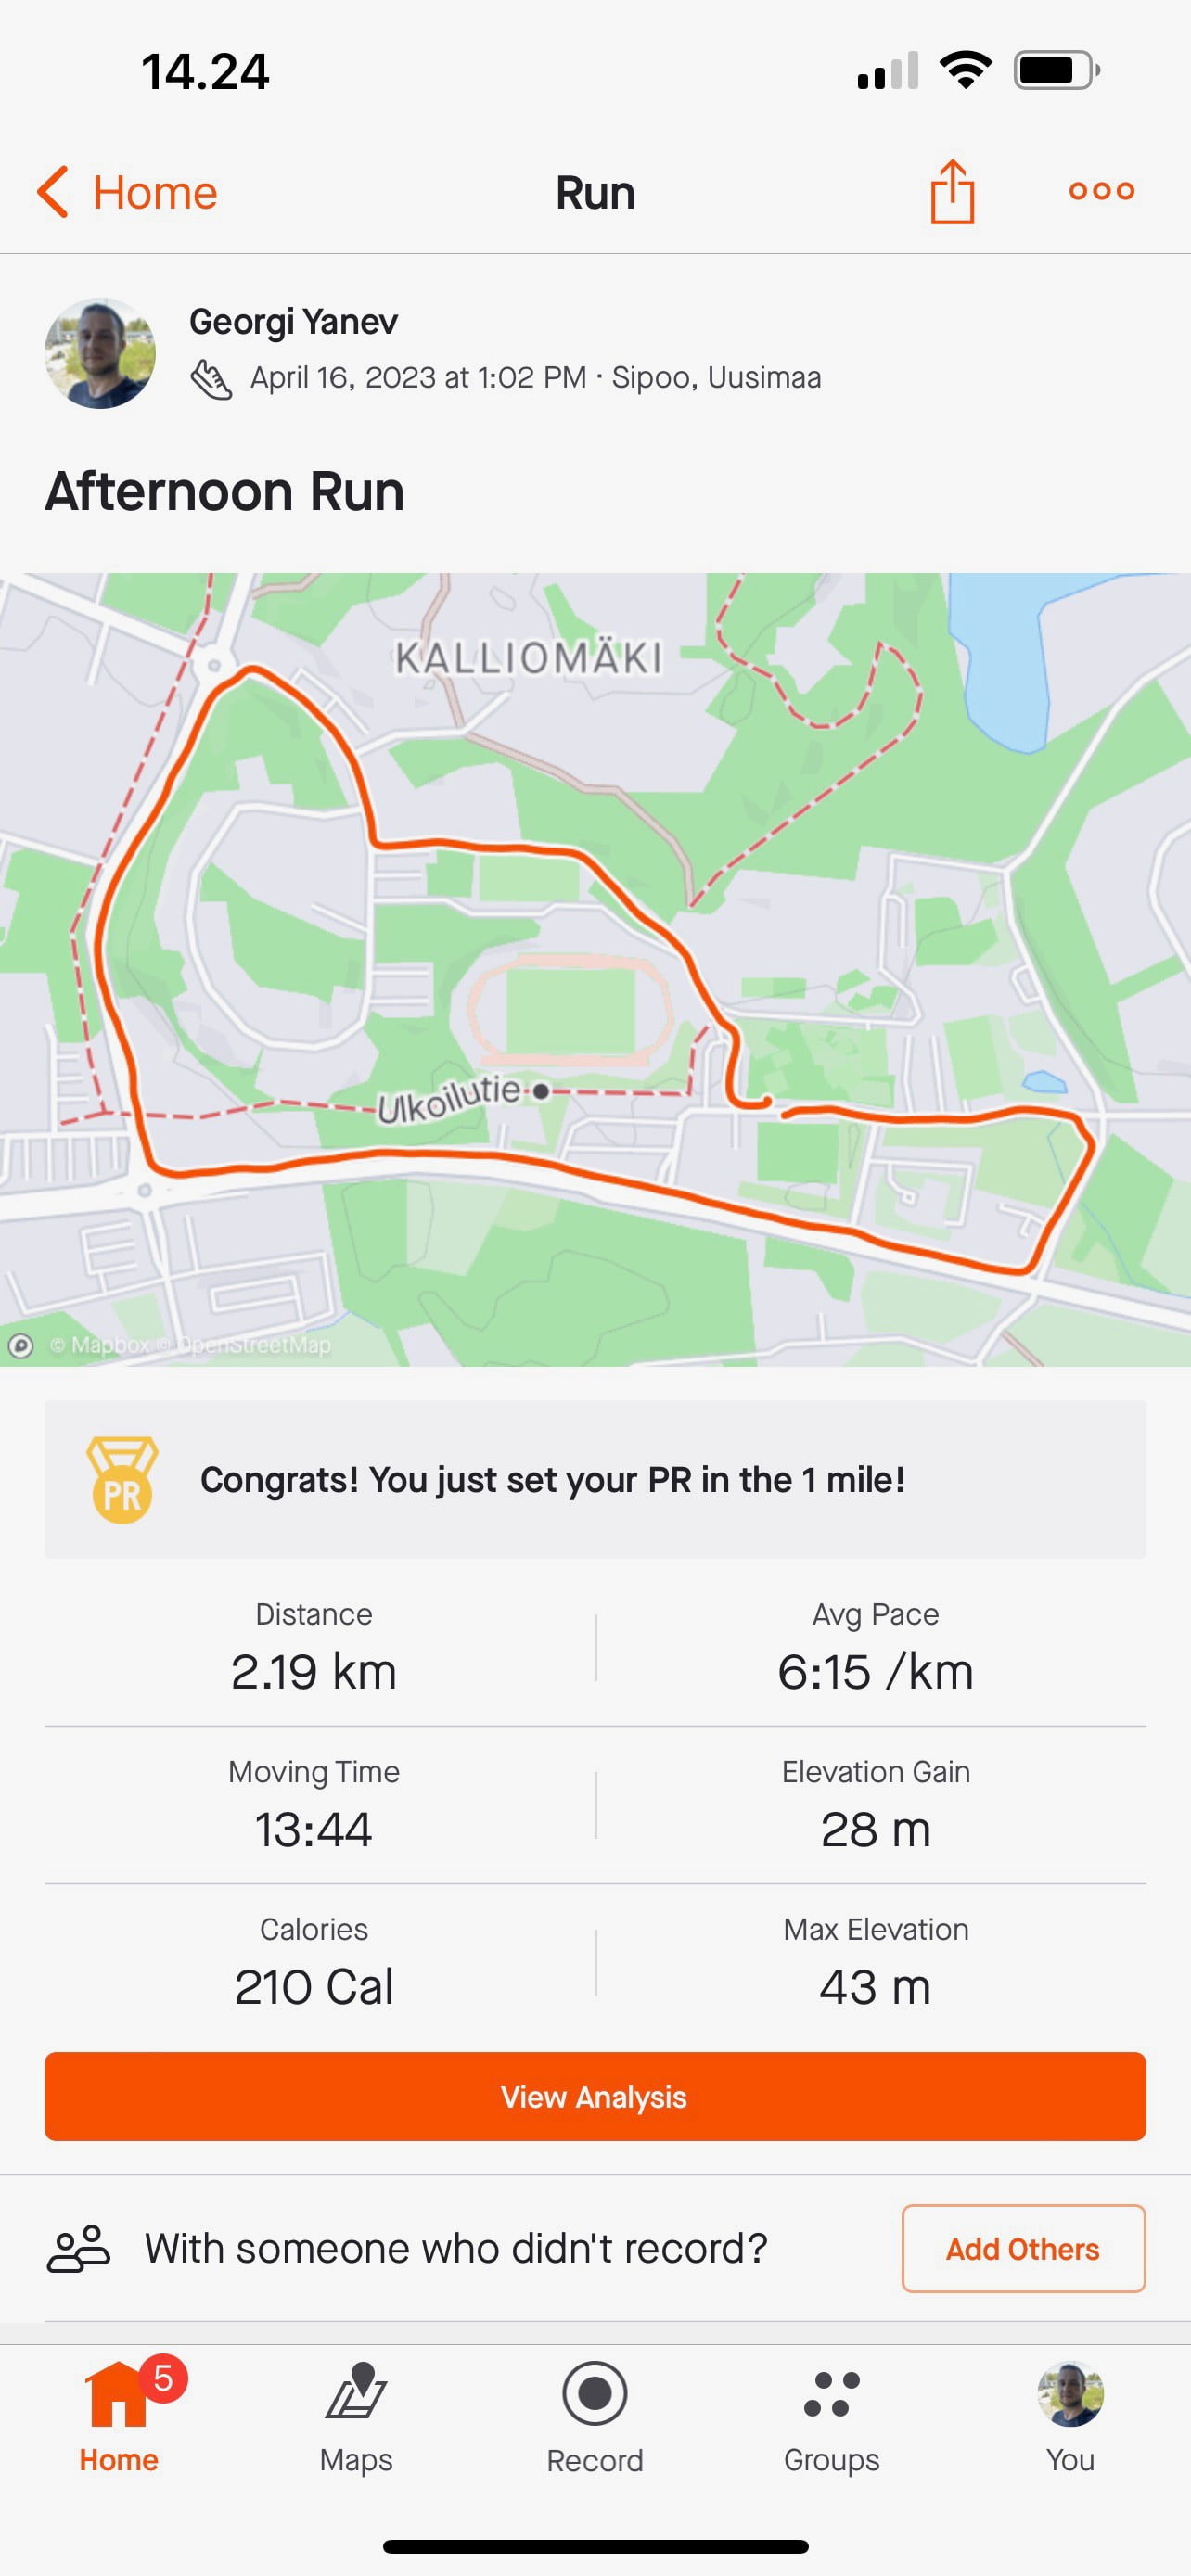 14.24
Home
Run
Georgi Yanev
April 16, 2023 at 1:02 PM · Sipoo, Uusimaa
Afternoon Run
KALLIOMÄKI
Ulkoilutie
© Mapbox © OpenStreetMap
PR
Congrats! You just set your PR in the 1 mile!
Distance
Avg Pace
2.19 km
6:15 /km
Moving Time
Elevation Gain
13:44
28 m
Calories
Max Elevation
210 Cal
43 m
View Analysis
With someone who didn't record?
Add Others
5
Home
Maps
Record
Groups
You